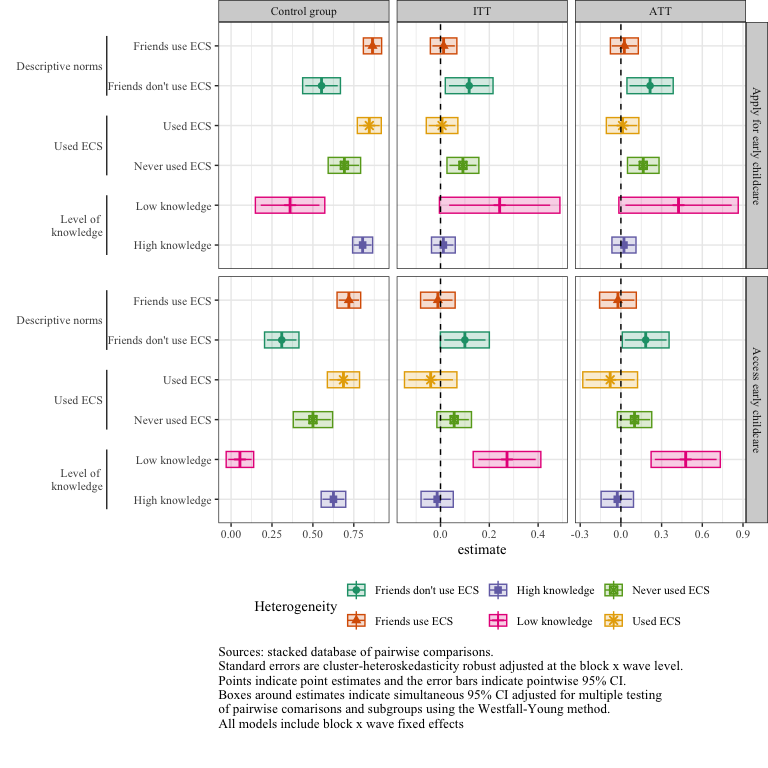 Control group
ITT
ATT
Descriptive norms
Friends use ECS
Friends don't use ECS
Used ECS
Used ECS
Never used ECS
Level of
knowledge
Low knowledge
High knowledge
Apply for early childcare
Descriptive norms
Friends use ECS
Friends don't use ECS
Used ECS
Used ECS
Never used ECS
Level of
knowledge
Low knowledge
High knowledge
Access early childcare
0.00 0.25 0.50 0.75
0.0 0.2 0.4
-0.3 0.0 0.3 0.6 0.9
estimate
Heterogeneity
Friends don't use ECS High knowledge Never used ECS
Friends use ECS Low knowledge Used ECS
Sources: stacked database of pairwise comparisons.
Standard errors are cluster-heteroskedasticity robust adjusted at the block x wave level.
Points indicate point estimates and the error bars indicate pointwise 95% CI.
Boxes around estimates indicate simultaneous 95% CI adjusted for multiple testing
of pairwise comarisons and subgroups using the Westfall-Young method.
All models include block x wave fixed effects